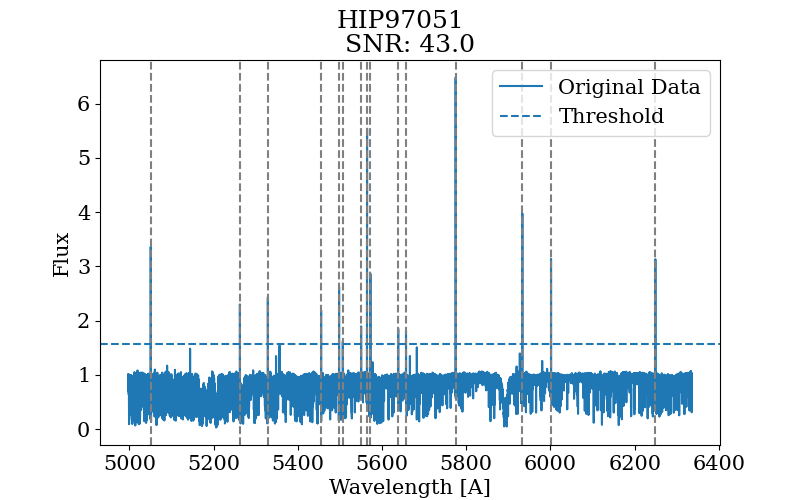 HIP97051
SNR: 43.0
Original Data
Threshold
Flux
6
5
4
3
2
1
0
5000 5200 5400 5600 5800 6000 6200 6400
Wavelength [A]